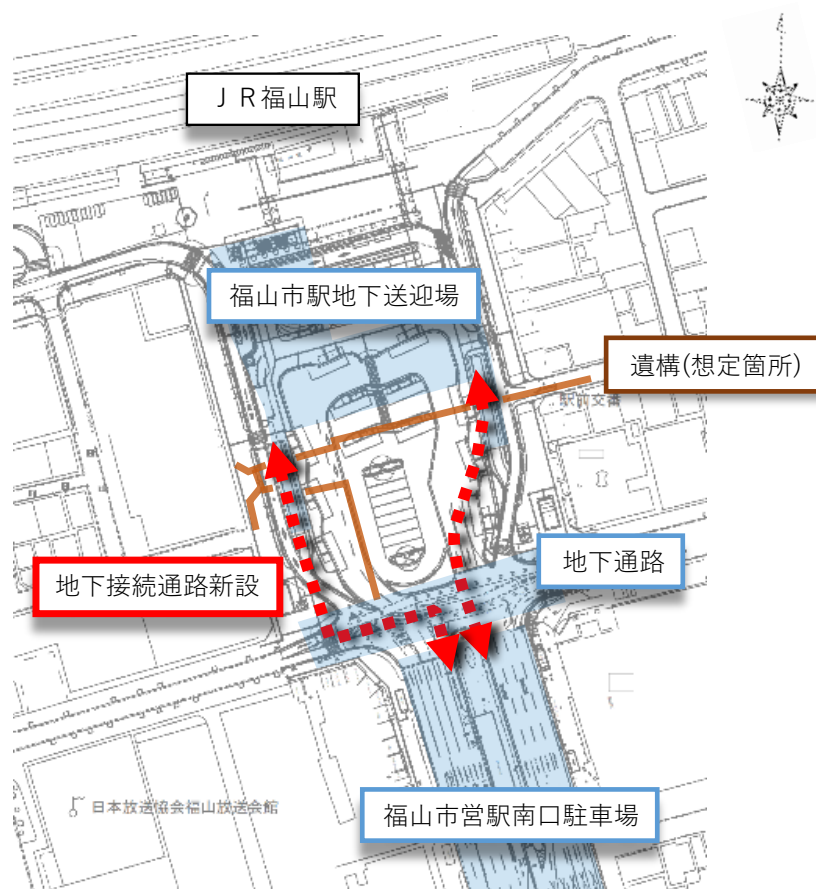 ＪＲ福山駅
福山市駅地下送迎場
遺構(想定箇所)
駅前交番
地下通路
地下接続通路新設
日本放送協会福山放送会館
福山市営駅南口駐車場